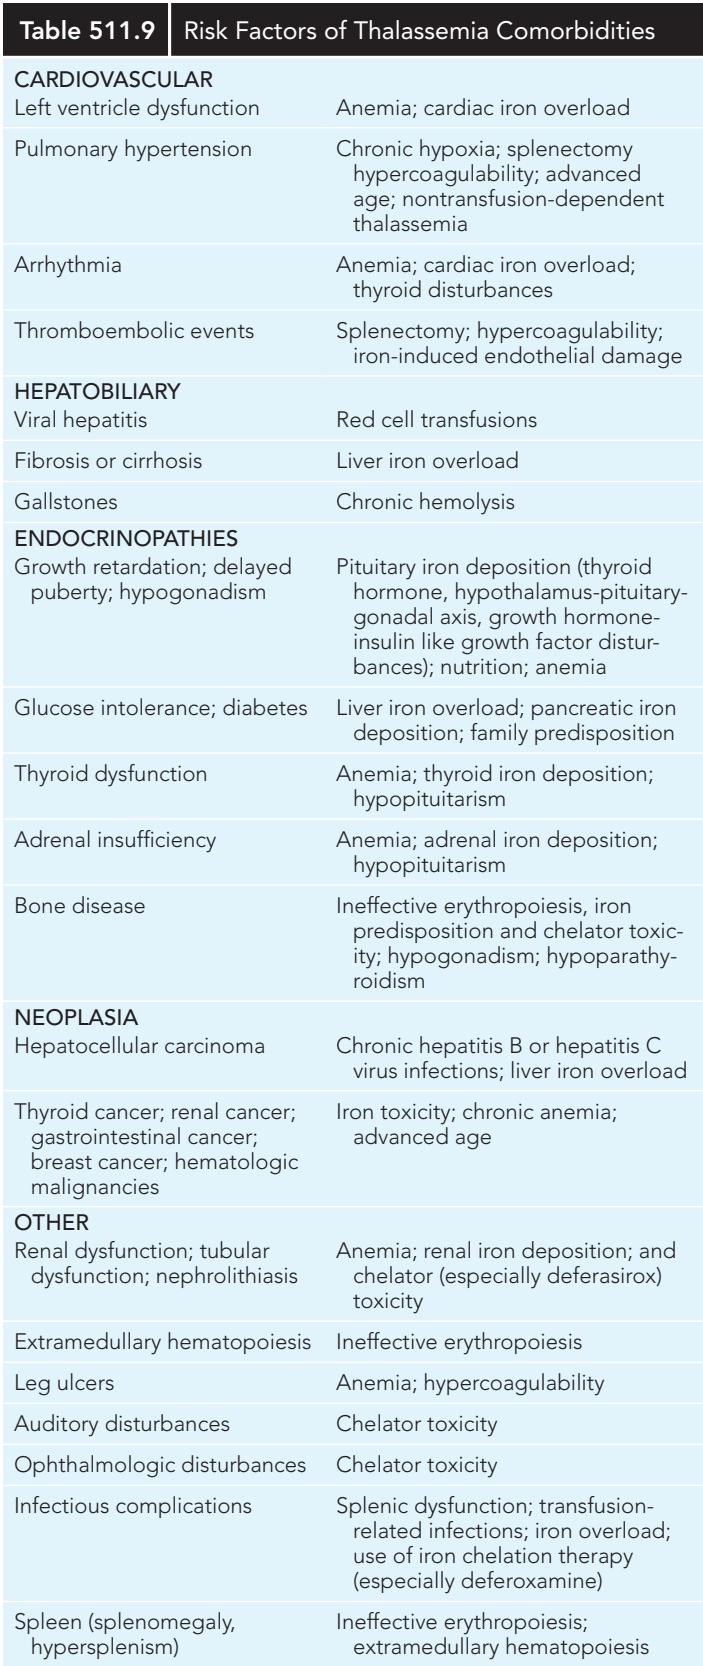 Table 511.9 Risk Factors of Thalassemia Comorbidities
CARDIOVASCULAR
Left ventricle dysfunction Anemia; cardiac iron overload
Pulmonary hypertension Chronic hypoxia; splenectomy
hypercoagulability; advanced
age; nontransfusion-dependent
thalassemia
Arrhythmia Anemia; cardiac iron overload;
thyroid disturbances
Thromboembolic events Splenectomy; hypercoagulability;
iron-induced endothelial damage
HEPATOBILIARY
Viral hepatitis Red cell transfusions
Fibrosis or cirrhosis Liver iron overload
Gallstones Chronic hemolysis
ENDOCRINOPATHIES
Growth retardation; delayed Pituitary iron deposition (thyroid
puberty; hypogonadism hormone, hypothalamus-pituitary-
gonadal axis, growth hormone-
insulin like growth factor distur-
bances); nutrition; anemia
Glucose intolerance; diabetes Liver iron overload; pancreatic iron
deposition; family predisposition
Thyroid dysfunction Anemia; thyroid iron deposition;
hypopituitarism
Adrenal insufficiency Anemia; adrenal iron deposition;
hypopituitarism
Bone disease Ineffective erythropoiesis, iron
predisposition and chelator toxic-
ity; hypogonadism; hypoparathy-
roidism
NEOPLASIA
Hepatocellular carcinoma Chronic hepatitis B or hepatitis C
virus infections; liver iron overload
Thyroid cancer; renal cancer; Iron toxicity; chronic anemia;
gastrointestinal cancer; advanced age
breast cancer; hematologic
malignancies
OTHER
Renal dysfunction; tubular Anemia; renal iron deposition; and
dysfunction; nephrolithiasis chelator (especially deferasirox)
toxicity
Extramedullary hematopoiesis Ineffective erythropoiesis
Leg ulcers Anemia; hypercoagulability
Auditory disturbances Chelator toxicity
Ophthalmologic disturbances Chelator toxicity
Infectious complications Splenic dysfunction; transfusion-
related infections; iron overload;
use of iron chelation therapy
(especially deferoxamine)
Spleen (splenomegaly, Ineffective erythropoiesis;
hypersplenism) extramedullary hematopoiesis